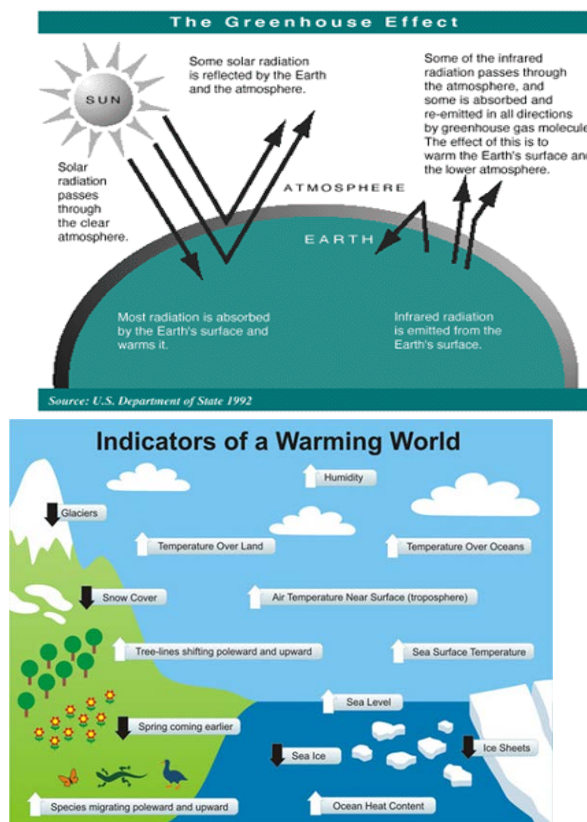 The Greenhouse Effect
SUN
Some solar radiation
is reflected by the Earth
and the atmosphere.
Some of the infrared
radiation passes through
the atmosphere, and
some is absorbed and
re-emitted in all directions
by greenhouse gas molecule
The effect of this is to
warm the Earth's surface an
the lower atmosphere.
Solar
radiation
passes
through
the clear
atmosphere.
ATMOSPHERE
EARTH
Most radiation is absorbed
by the Earth's surface and
warms it.
Infrared radiation
is emitted from the
Earth's surface.
Source: U.S. Department of State 1992
Indicators of a Warming World
Humidity
Glaciers
Temperature Over Land
Temperature Over Oceans
Snow Cover
Air Temperature Near Surface (troposphere)
Tree-lines shifting poleward and upward
Sea Surface Temperature
Sea Level
Spring coming earlier
Sea Ice
Ice Sheets
Species migrating poleward and upward
Ocean Heat Content